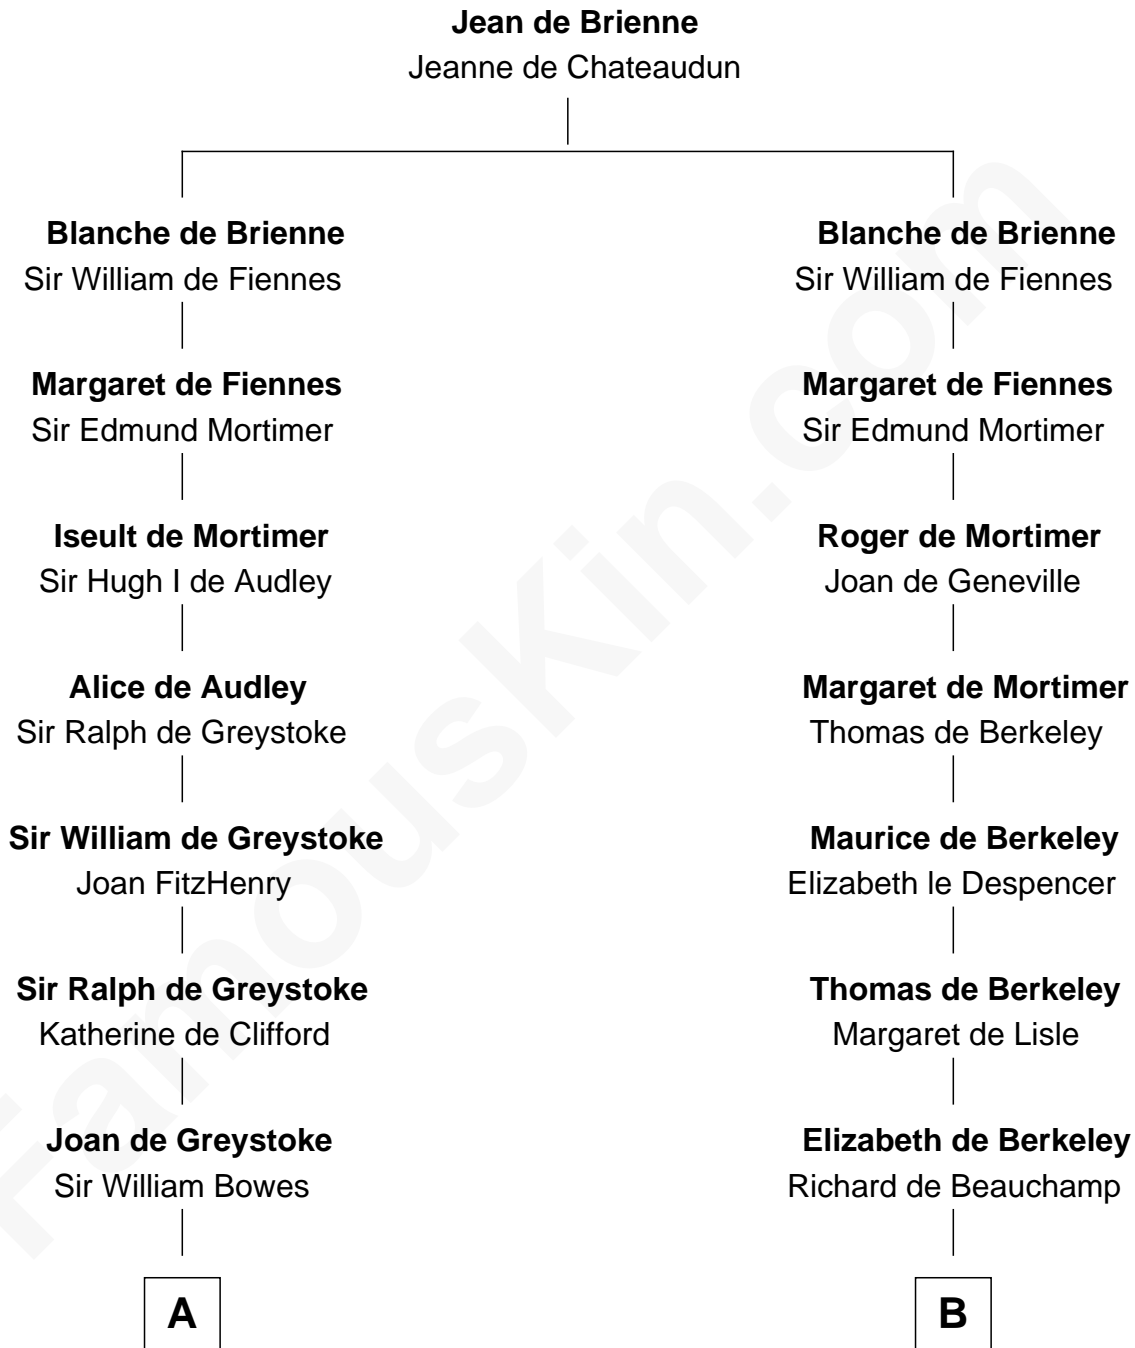 Jean de Brienne
Jeanne de Chateaudun
Blanche de Brienne
Sir William de Fiennes
Margaret de Fiennes
Sir Edmund Mortimer
Iseult de Mortimer
Sir Hugh I de Audley
Alice de Audley
Sir Ralph de Greystoke
Sir William de Greystoke
Joan FitzHenry
Sir Ralph de Greystoke
Katherine de Clifford
Joan de Greystoke
Sir William Bowes
A
Blanche de Brienne
Sir William de Fiennes
Margaret de Fiennes
Sir Edmund Mortimer
Roger de Mortimer
Joan de Geneville
Margaret de Mortimer
Thomas de Berkeley
Maurice de Berkeley
Elizabeth le Despencer
Thomas de Berkeley
Margaret de Lisle
Elizabeth de Berkeley
Richard de Beauchamp
B
FamousKin.com